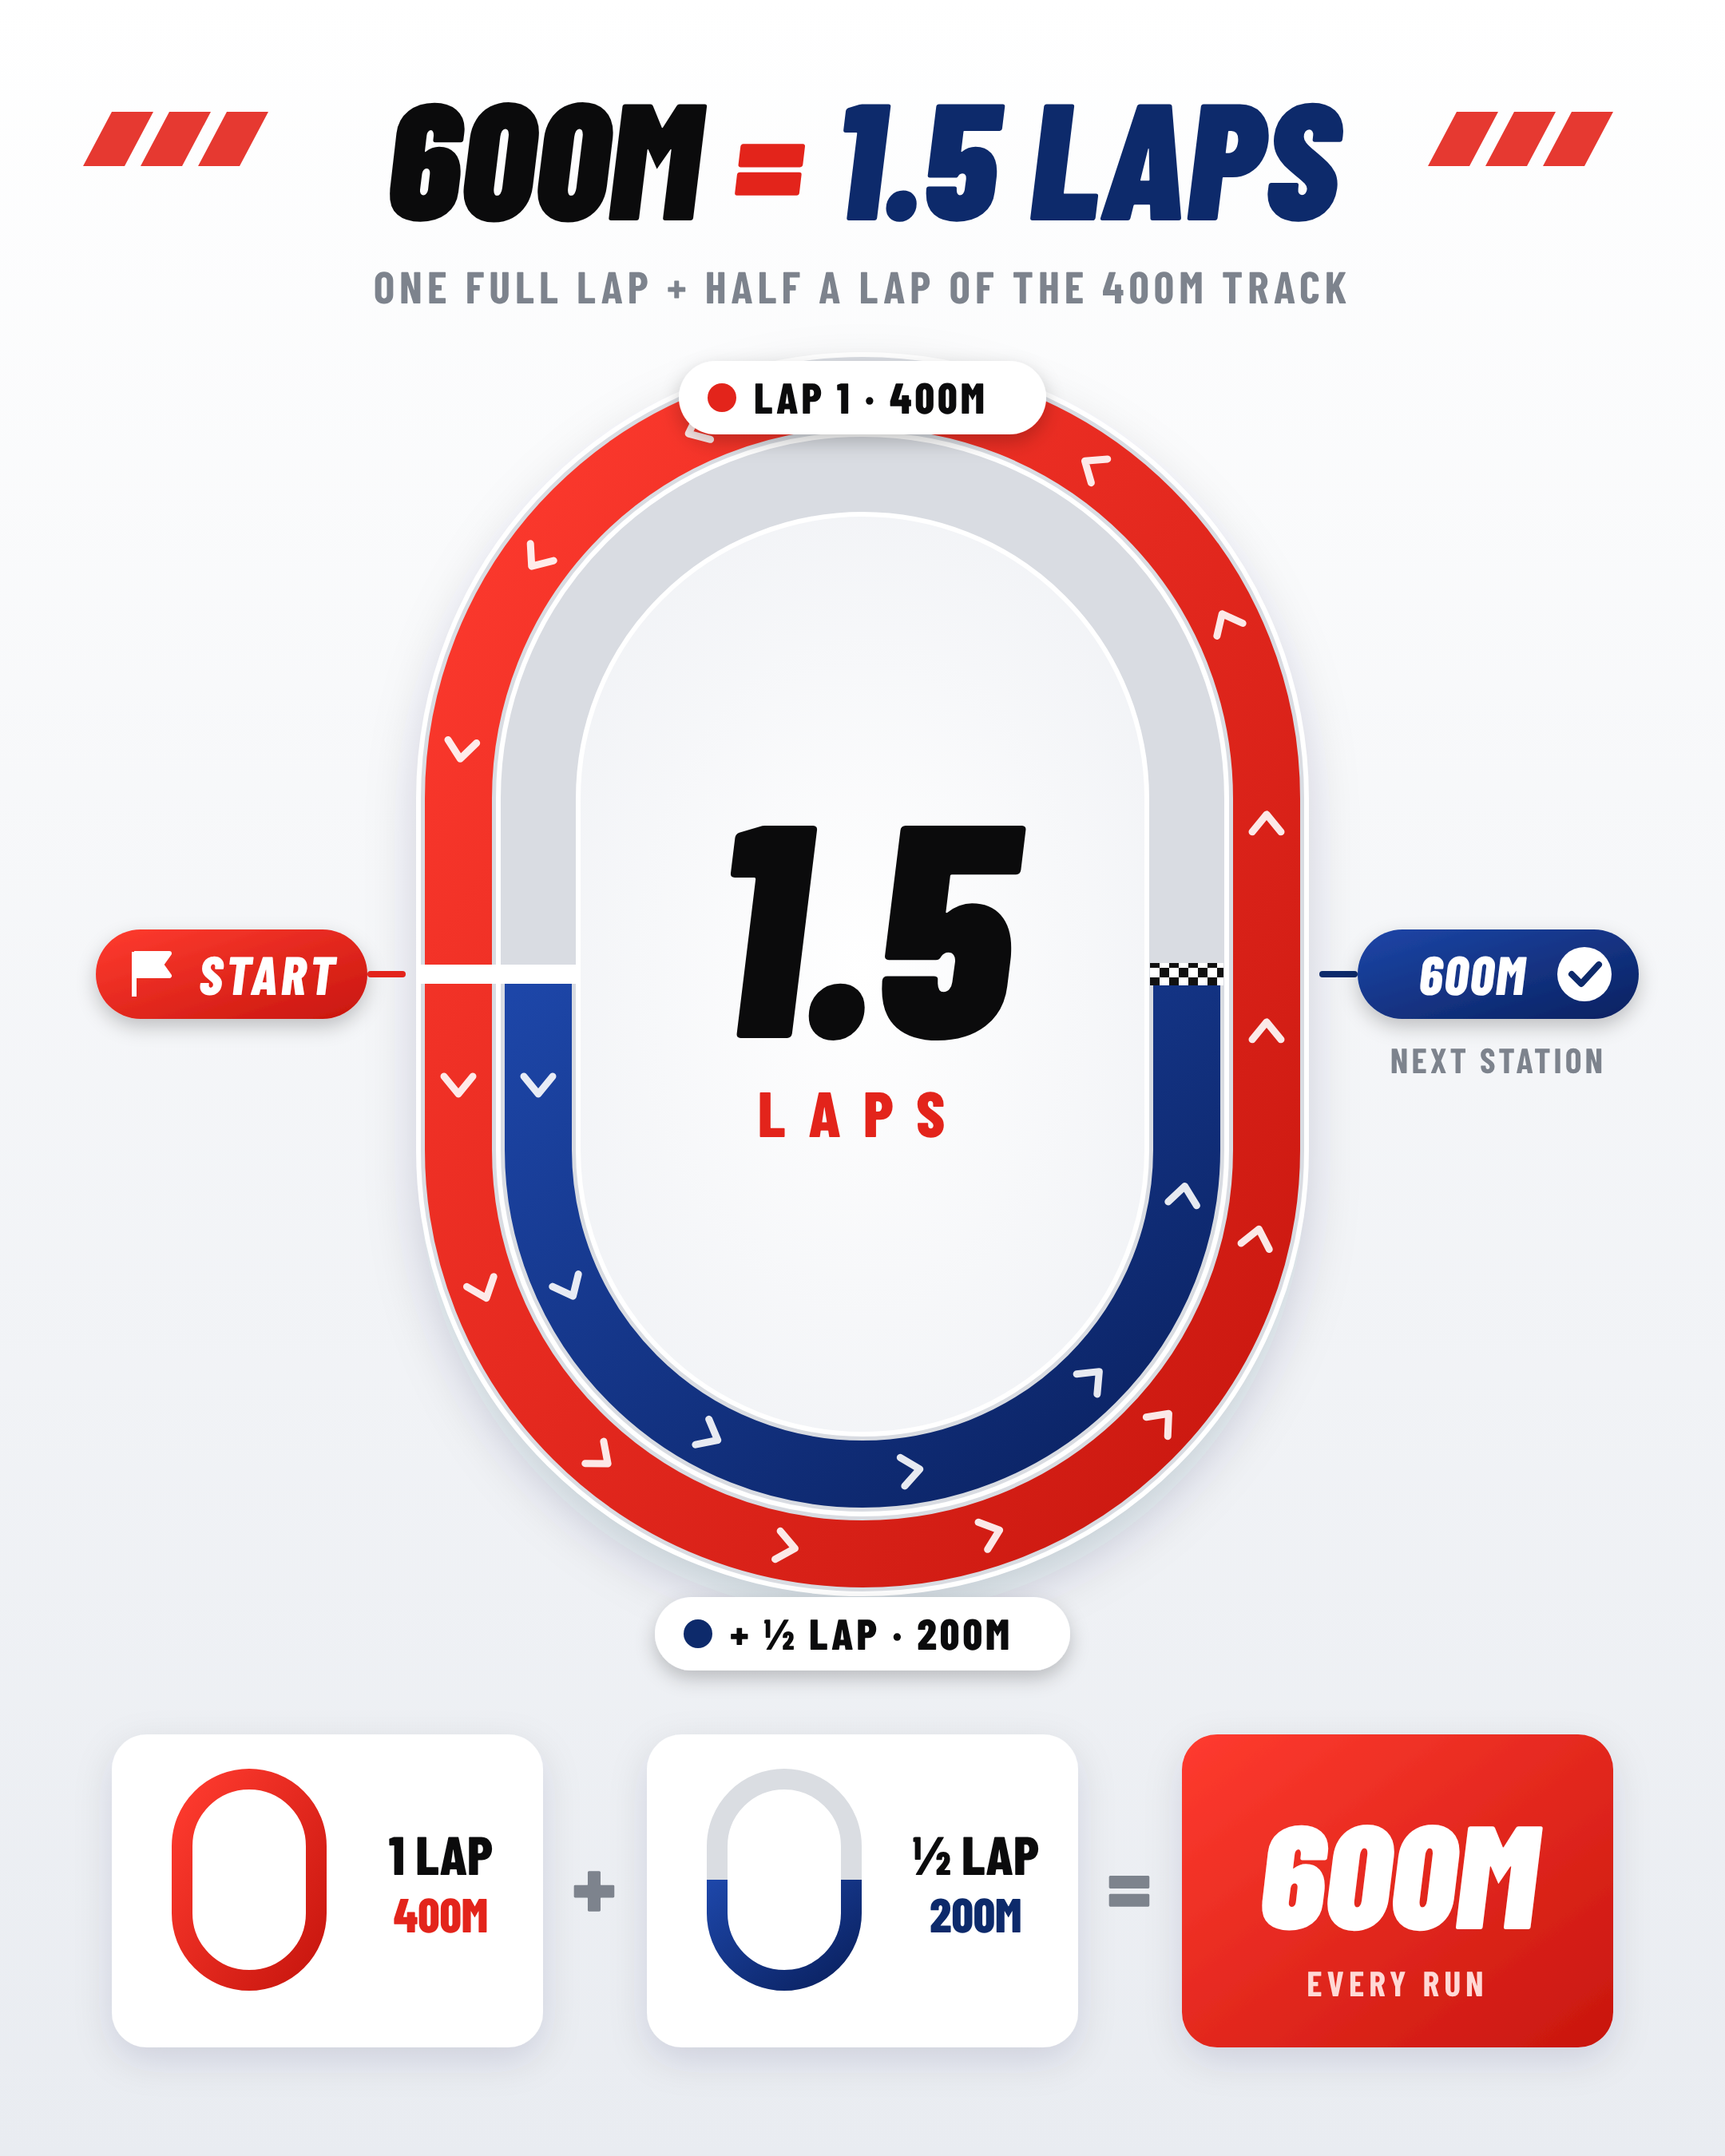 600M = 1.5 LAPS
ONE FULL LAP + HALF A LAP OF THE 400M TRACK
LAP 1 · 400M
1.5
LAPS
START
600M
NEXT STATION
+ ½ LAP · 200M
1 LAP
400M
+
½ LAP
200M
=
600M
EVERY RUN